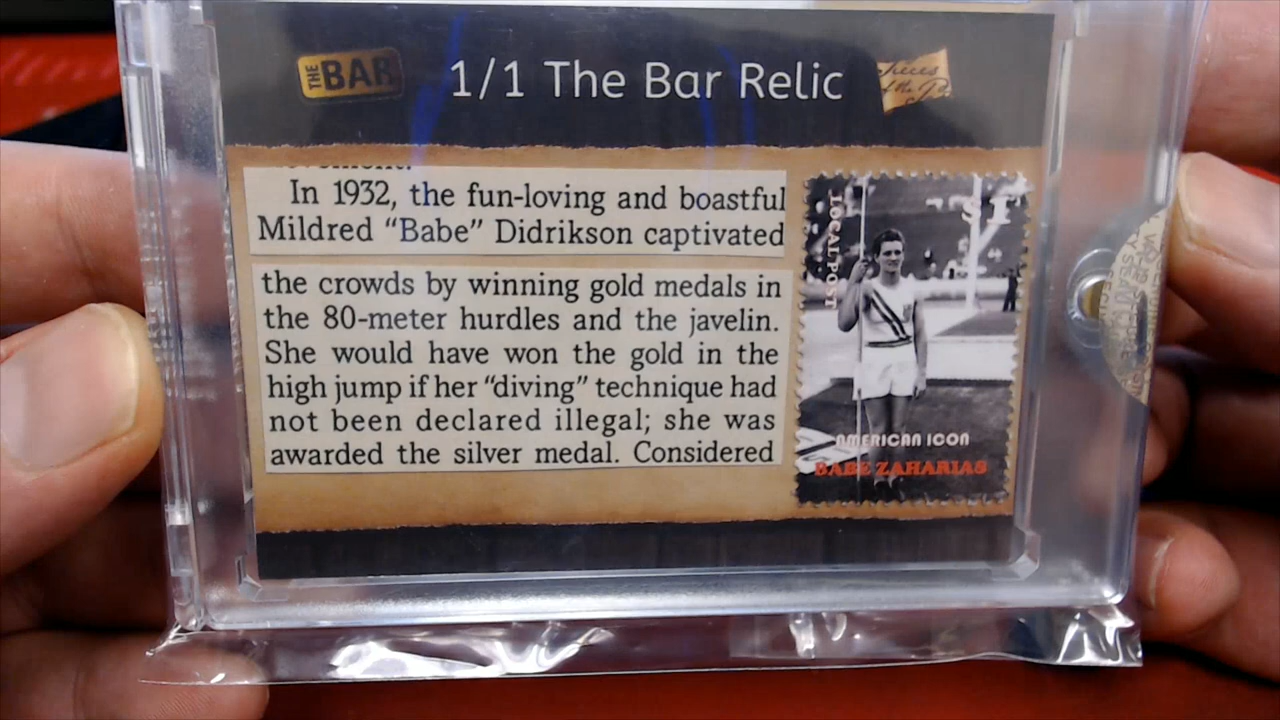 THE BAR
1/1 The Bar Relic
Pieces
of the Past
In 1932, the fun-loving and boastful
Mildred “Babe” Didrikson captivated
the crowds by winning gold medals in
the 80-meter hurdles and the javelin.
She would have won the gold in the
high jump if her “diving” technique had
not been declared illegal; she was
awarded the silver medal. Considered
$1
LOCAL POST
AMERICAN ICON
BABE ZAHARIAS